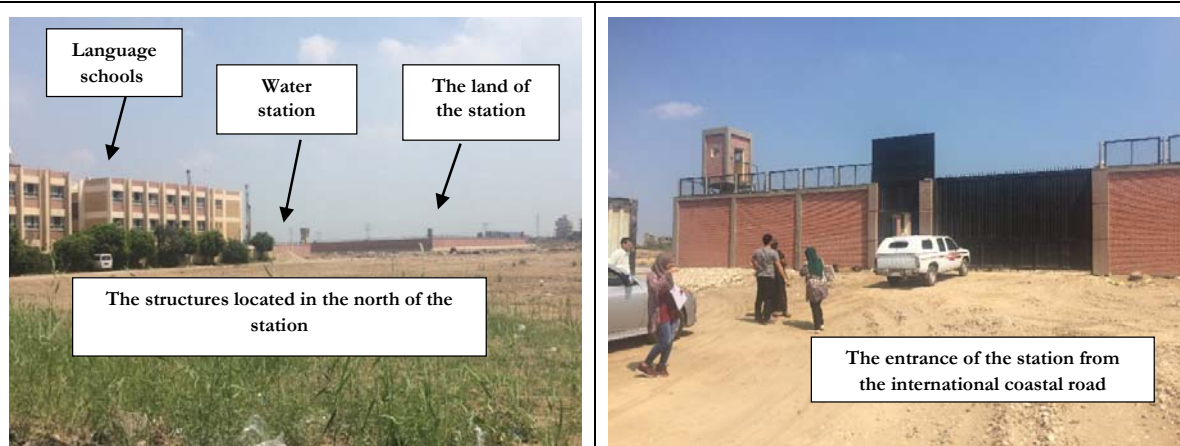 Language
schools
Water
station
The land of
the station
The structures located in the north of the
station
The entrance of the station from
the international coastal road